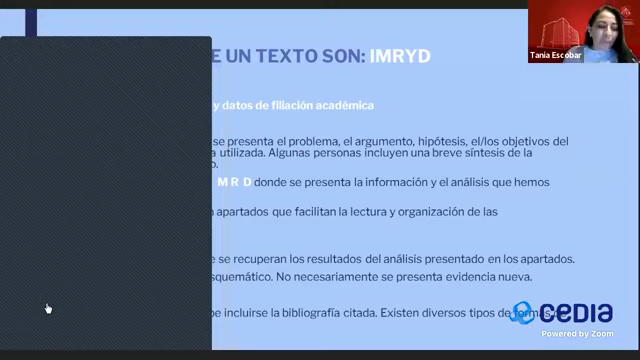 E UN TEXTO SON: IMRYD
Tania Escobar
y datos de filiación académica
se presenta el problema, el argumento, hipótesis, el/los objetivos del
a utilizada. Algunas personas incluyen una breve síntesis de la
o.
M R D donde se presenta la información y el análisis que hemos
n apartados que facilitan la lectura y organización de las
e se recuperan los resultados del análisis presentado en los apartados.
squemático. No necesariamente se presenta evidencia nueva.
be incluirse la bibliografía citada. Existen diversos tipos de formas
cedia
Powered by Zoom